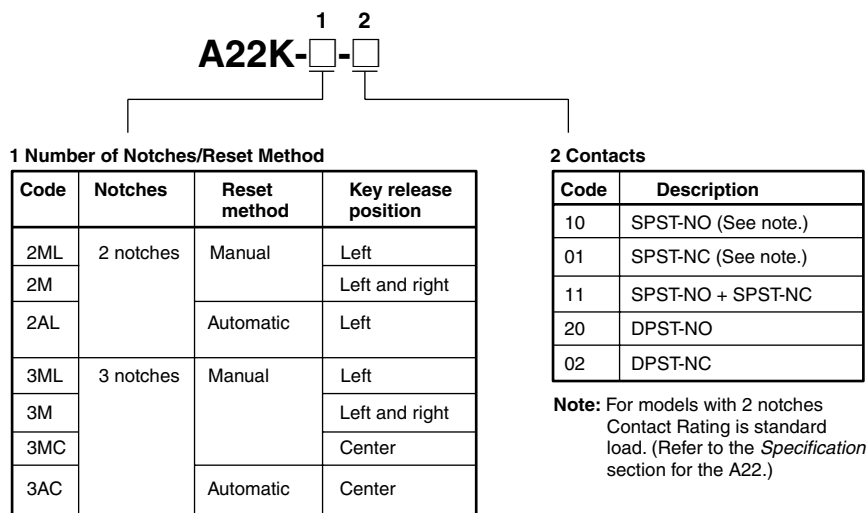 1 2
A22K-□-□
1 Number of Notches/Reset Method
Code Notches Reset method Key release position
2ML 2 notches Manual Left
2M Left and right
2AL Automatic Left
3ML 3 notches Manual Left
3M Left and right
3MC Center
3AC Automatic Center
2 Contacts
Code Description
10 SPST-NO (See note.)
01 SPST-NC (See note.)
11 SPST-NO + SPST-NC
20 DPST-NO
02 DPST-NC
Note: For models with 2 notches
Contact Rating is standard
load. (Refer to the Specification
section for the A22.)